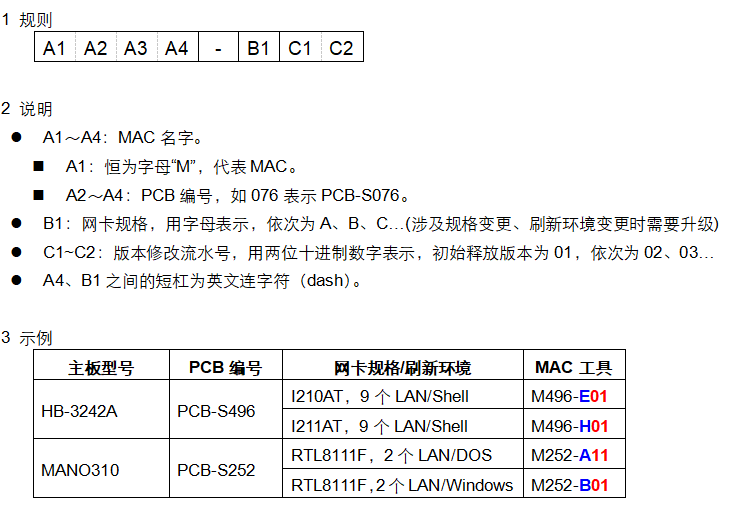 1 规则
A1 A2 A3 A4 - B1 C1 C2
2 说明
● A1～A4：MAC 名字。
■ A1：恒为字母“M”，代表 MAC。
■ A2～A4：PCB 编号，如 076 表示 PCB-S076。
● B1：网卡规格，用字母表示，依次为 A、B、C…(涉及规格变更、刷新环境变更时需要升级)
● C1~C2：版本修改流水号，用两位十进制数字表示，初始释放版本为 01，依次为 02、03…
● A4、B1 之间的短杠为英文连字符（dash）。
3 示例
主板型号 PCB 编号 网卡规格/刷新环境 MAC 工具
HB-3242A PCB-S496 I210AT，9 个 LAN/Shell M496-E01
I211AT，9 个 LAN/Shell M496-H01
MANO310 PCB-S252 RTL8111F，2 个 LAN/DOS M252-A11
RTL8111F,2 个 LAN/Windows M252-B01